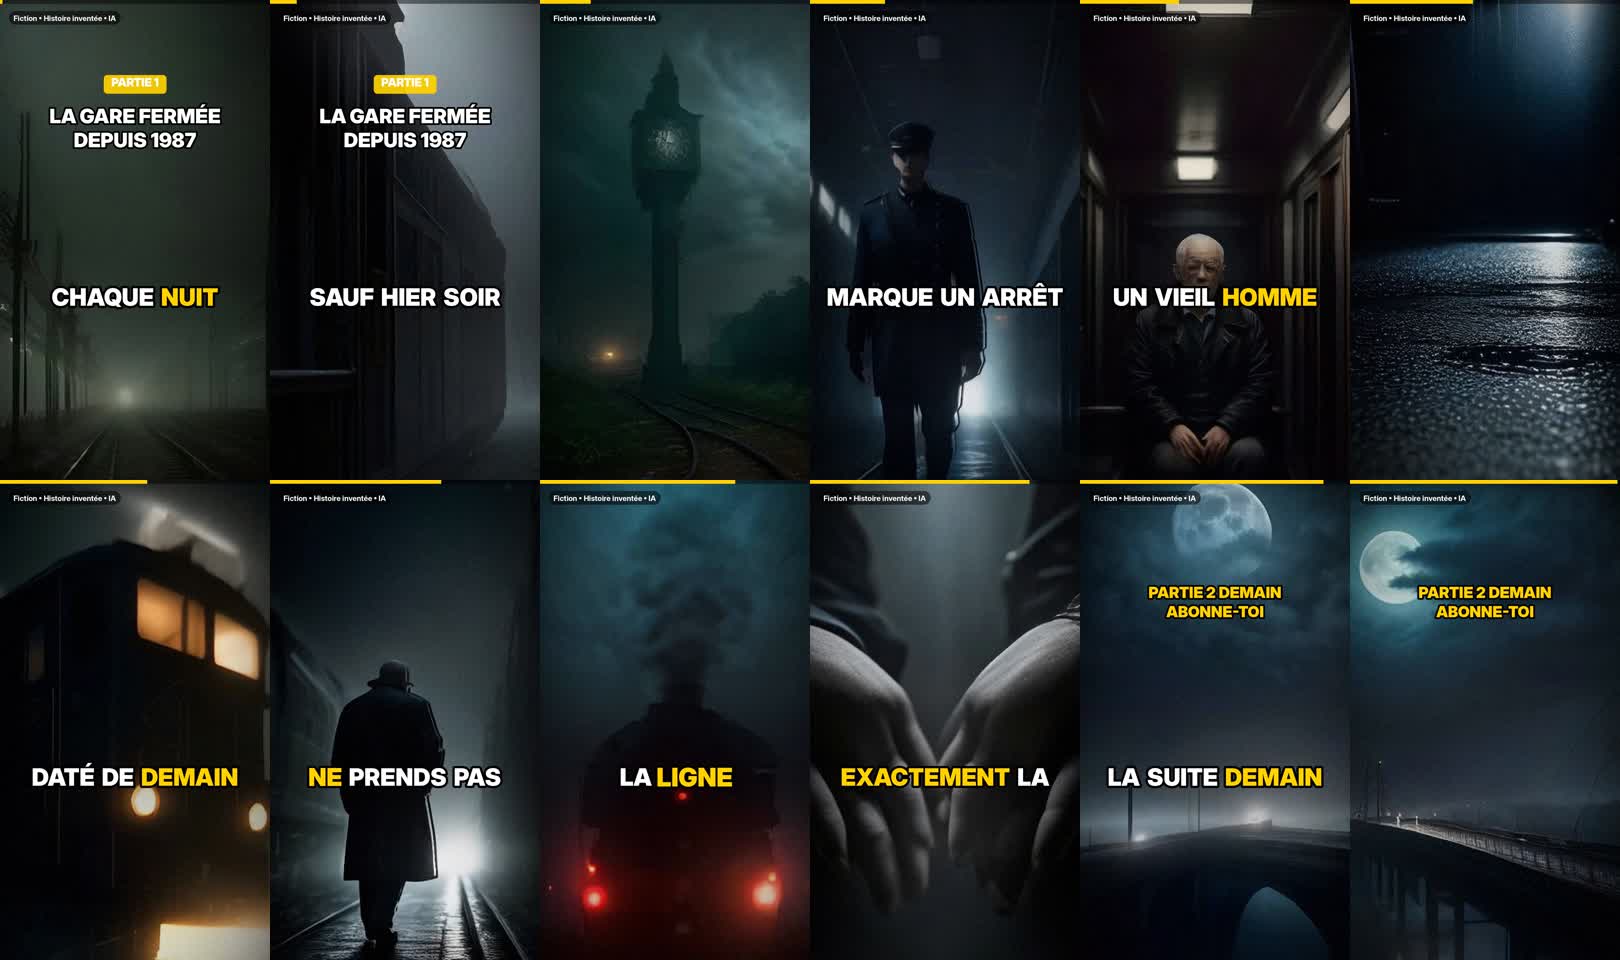 Fiction • Histoire inventée • IA
PARTIE 1
LA GARE FERMÉE
DEPUIS 1987
CHAQUE NUIT
Fiction • Histoire inventée • IA
PARTIE 1
LA GARE FERMÉE
DEPUIS 1987
SAUF HIER SOIR
Fiction • Histoire inventée • IA
Fiction • Histoire inventée • IA
MARQUE UN ARRÊT
Fiction • Histoire inventée • IA
UN VIEIL HOMME
Fiction • Histoire inventée • IA
Fiction • Histoire inventée • IA
DATÉ DE DEMAIN
Fiction • Histoire inventée • IA
NE PRENDS PAS
Fiction • Histoire inventée • IA
LA LIGNE
Fiction • Histoire inventée • IA
EXACTEMENT LA
Fiction • Histoire inventée • IA
PARTIE 2 DEMAIN
ABONNE-TOI
LA SUITE DEMAIN
Fiction • Histoire inventée • IA
PARTIE 2 DEMAIN
ABONNE-TOI